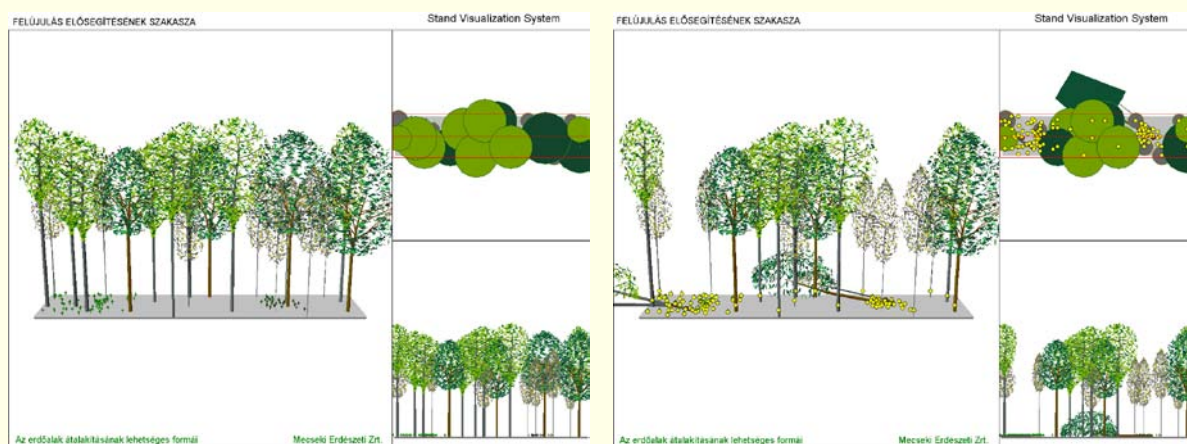 FELÚJULÁS ELŐSEGÍTÉSÉNEK SZAKASZA
Stand Visualization System
Az erdőalak átalakításának lehetséges formái
Mecseki Erdészeti Zrt.
FELÚJULÁS ELŐSEGÍTÉSÉNEK SZAKASZA
Stand Visualization System
Az erdőalak átalakításának lehetséges formái
Mecseki Erdészeti Zrt.